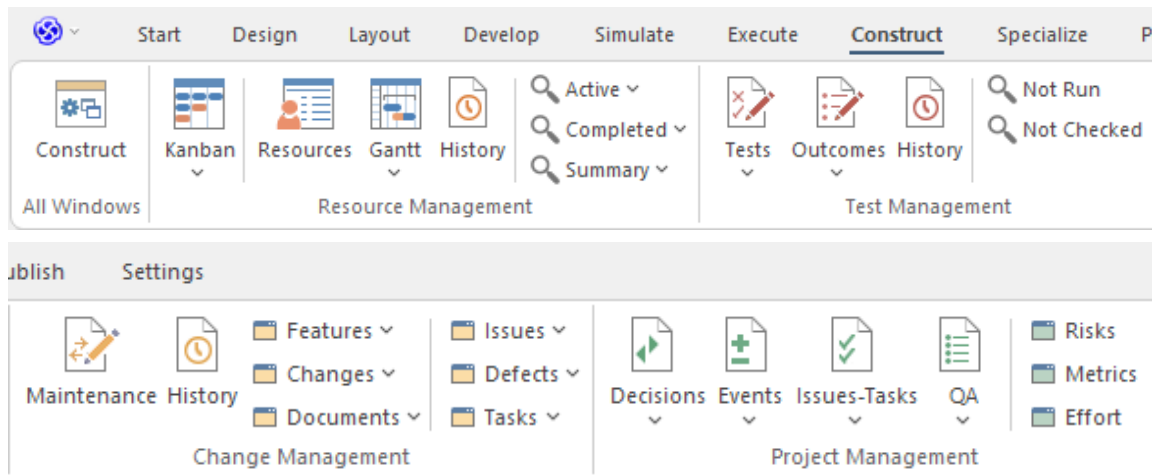 Start Design Layout Develop Simulate Execute Construct Specialize P
Active
Not Run
Completed
Not Checked
Construct Kanban Resources Gantt History Tests Outcomes History
Summary
All Windows Resource Management Test Management
ublish Settings
Features Issues Risks
Changes Defects Metrics
Maintenance History Decisions Events Issues-Tasks QA
Documents Tasks Effort
Change Management Project Management